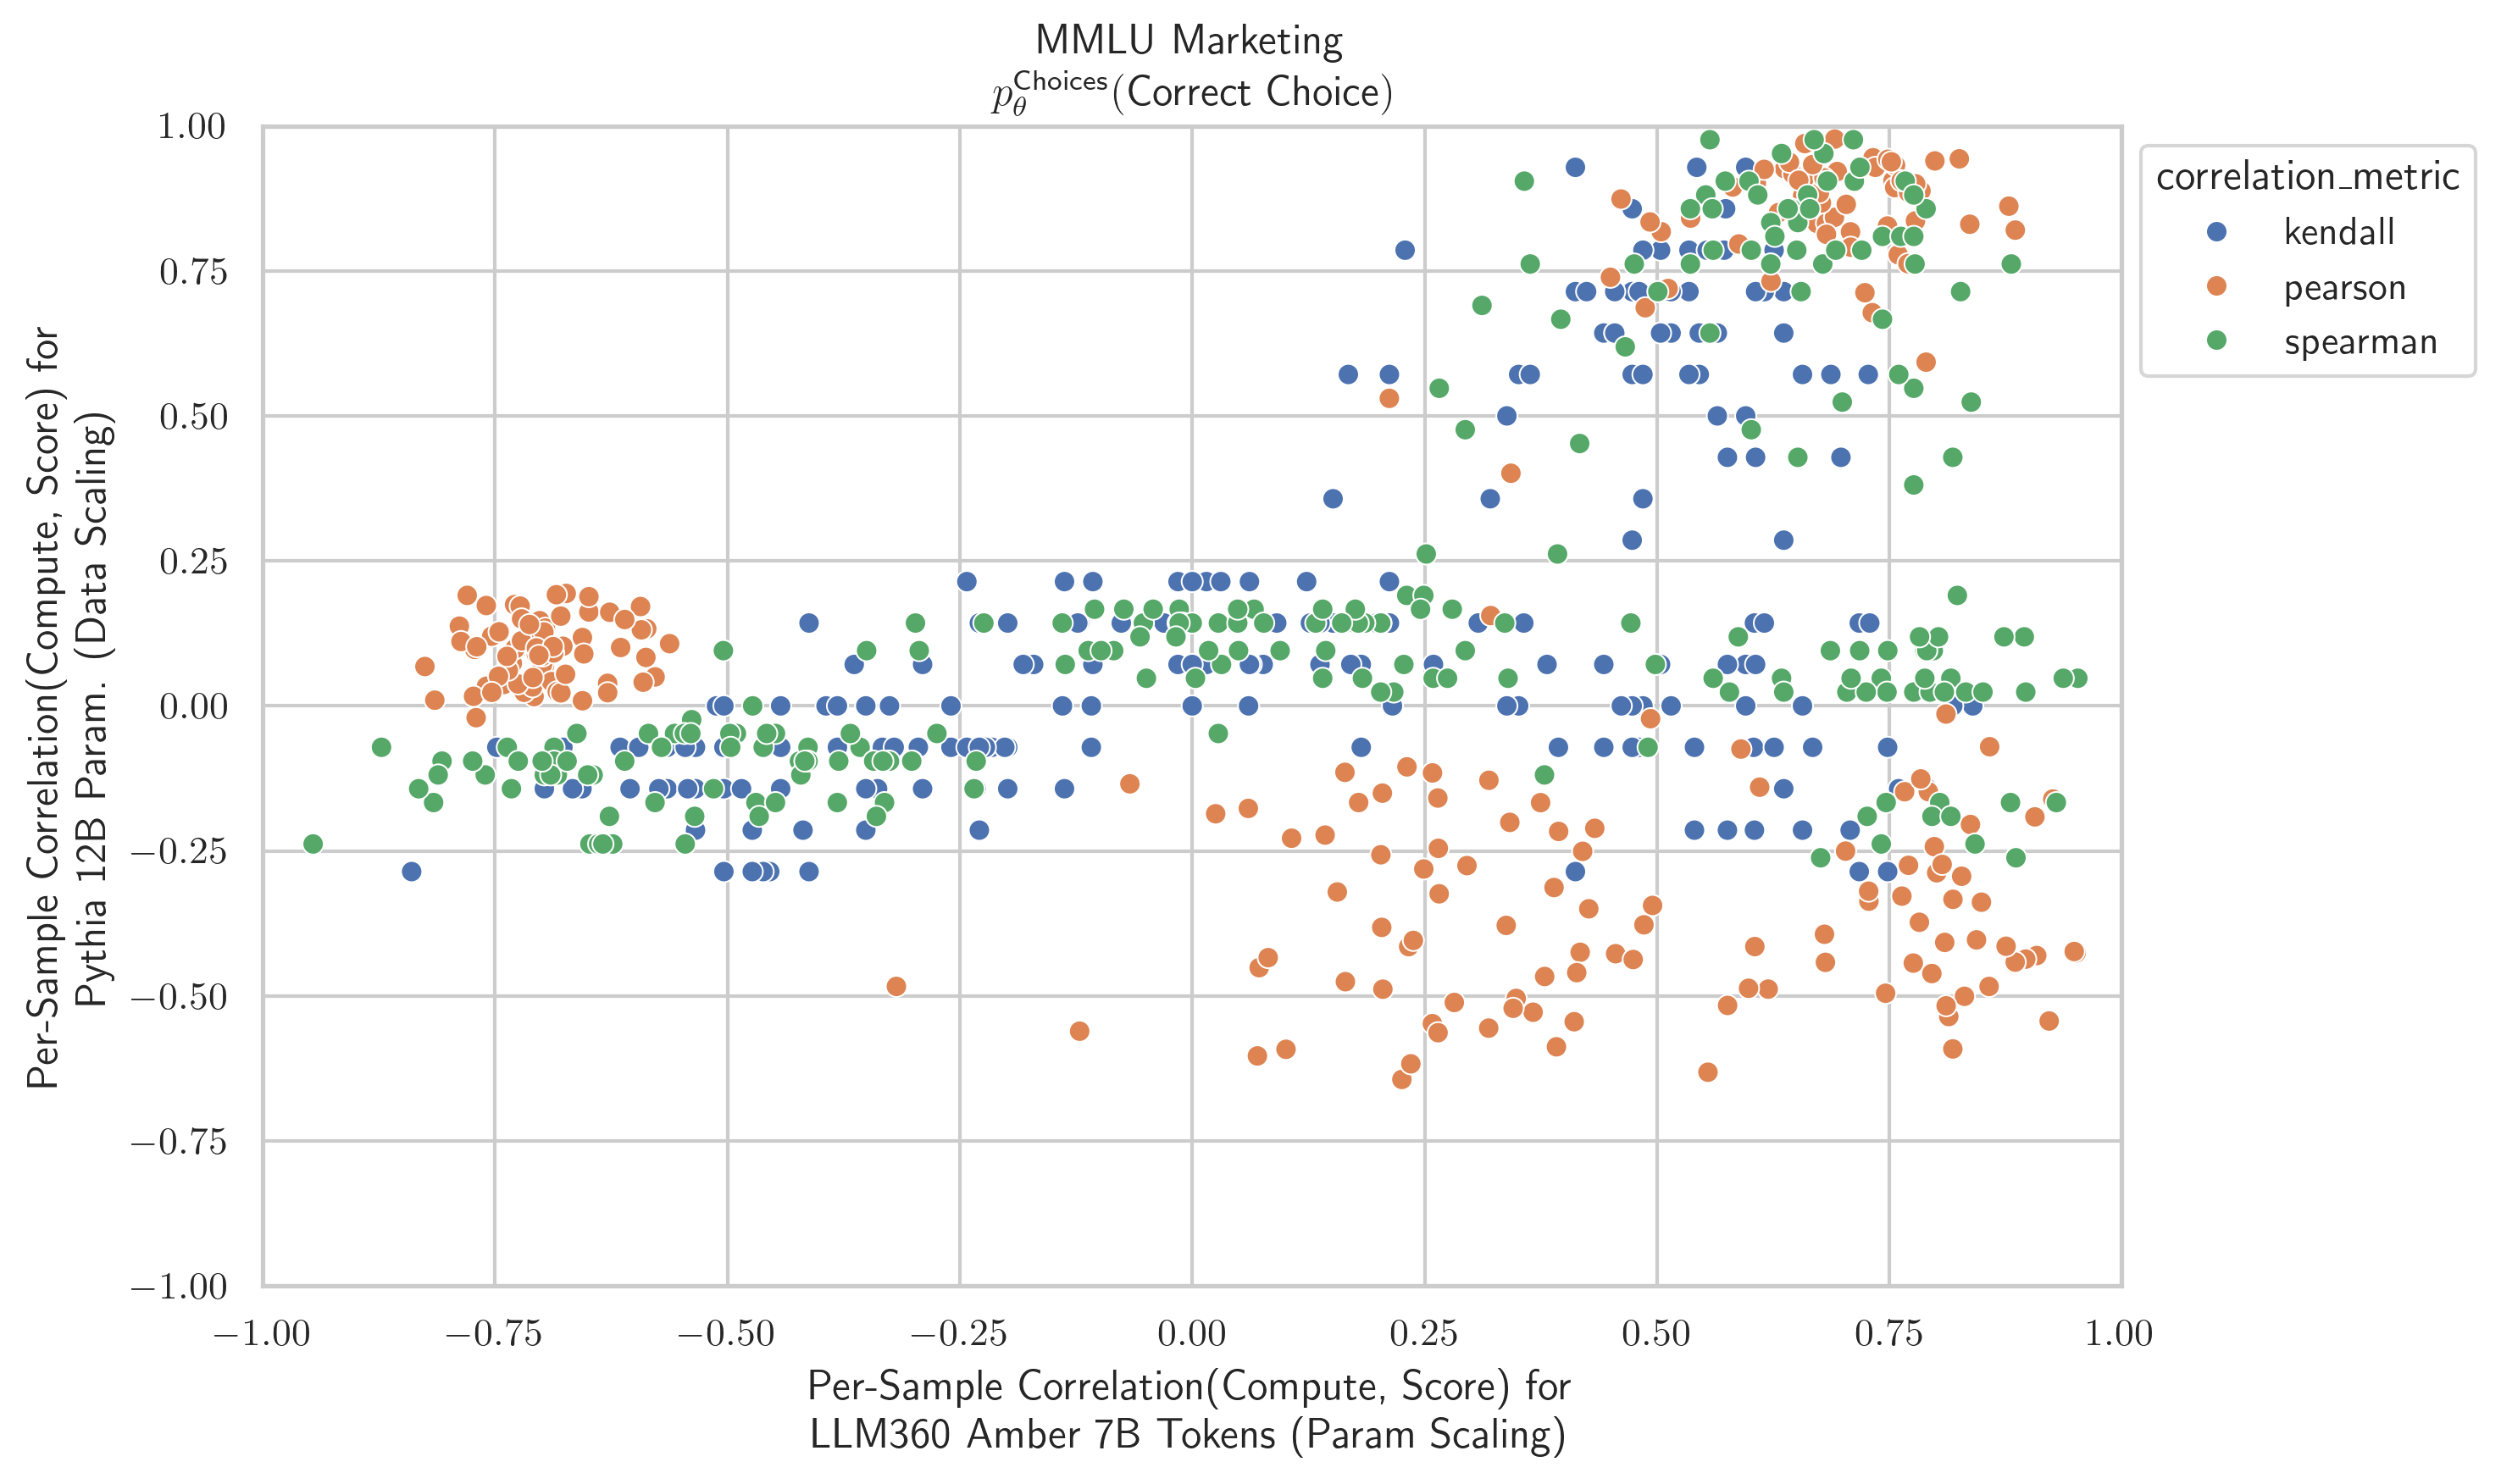 MMLU Marketing
p_θ^Choices(Correct Choice)
1.00
0.75
0.50
0.25
0.00
−0.25
−0.50
−0.75
−1.00
Per-Sample Correlation(Compute, Score) for
Pythia 12B Param. (Data Scaling)
−1.00 −0.75 −0.50 −0.25 0.00 0.25 0.50 0.75 1.00
Per-Sample Correlation(Compute, Score) for
LLM360 Amber 7B Tokens (Param Scaling)
correlation_metric
kendall
pearson
spearman